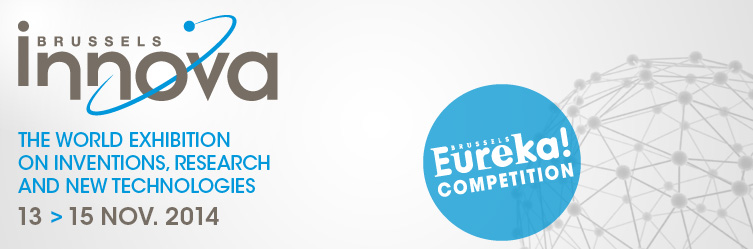 BRUSSELS
innova
THE WORLD EXHIBITION
ON INVENTIONS, RESEARCH
AND NEW TECHNOLOGIES
13 > 15 NOV. 2014
BRUSSELS
Eureka!
COMPETITION